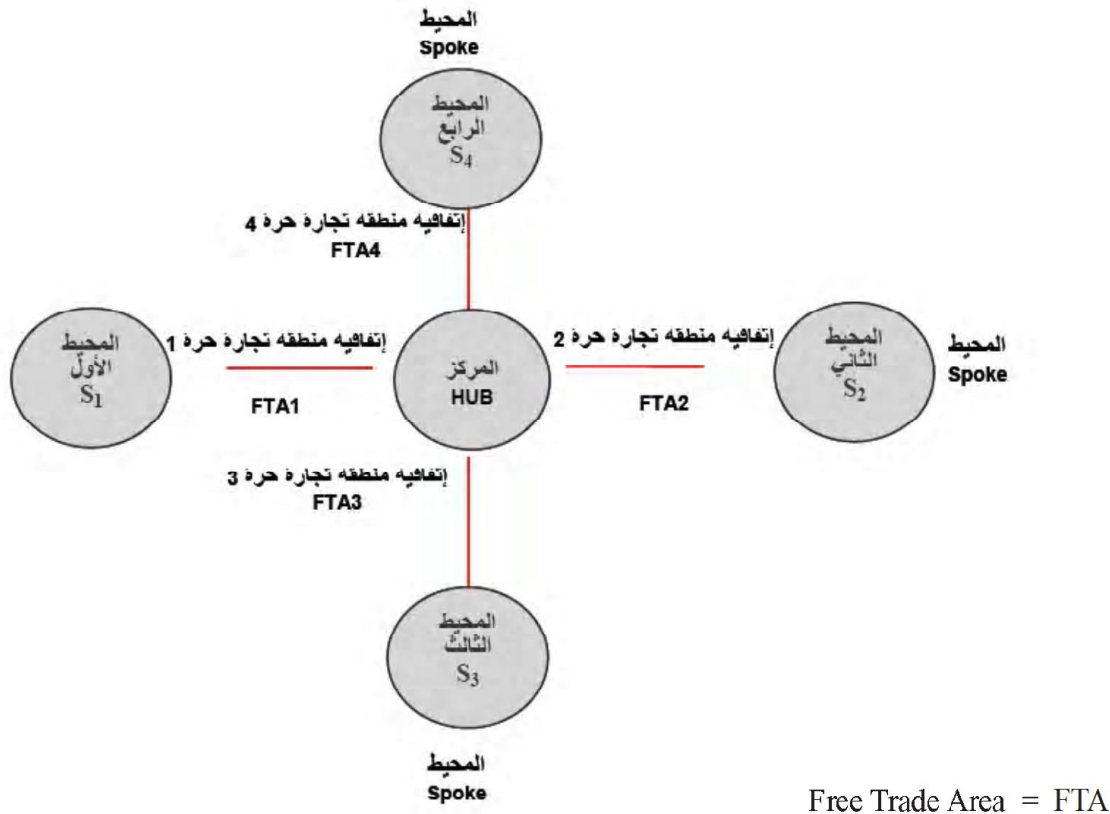 المحيط
Spoke
المحيط
الرابع
S4
إتفاقيه منطقه تجارة حرة 4
FTA4
المحيط
الأول
S1
إتفاقيه منطقه تجارة حرة 1
FTA1
المركز
HUB
إتفاقيه منطقه تجارة حرة 2
FTA2
المحيط
الثاني
S2
المحيط
Spoke
إتفاقيه منطقه تجارة حرة 3
FTA3
المحيط
الثالث
S3
المحيط
Spoke
Free Trade Area = FTA